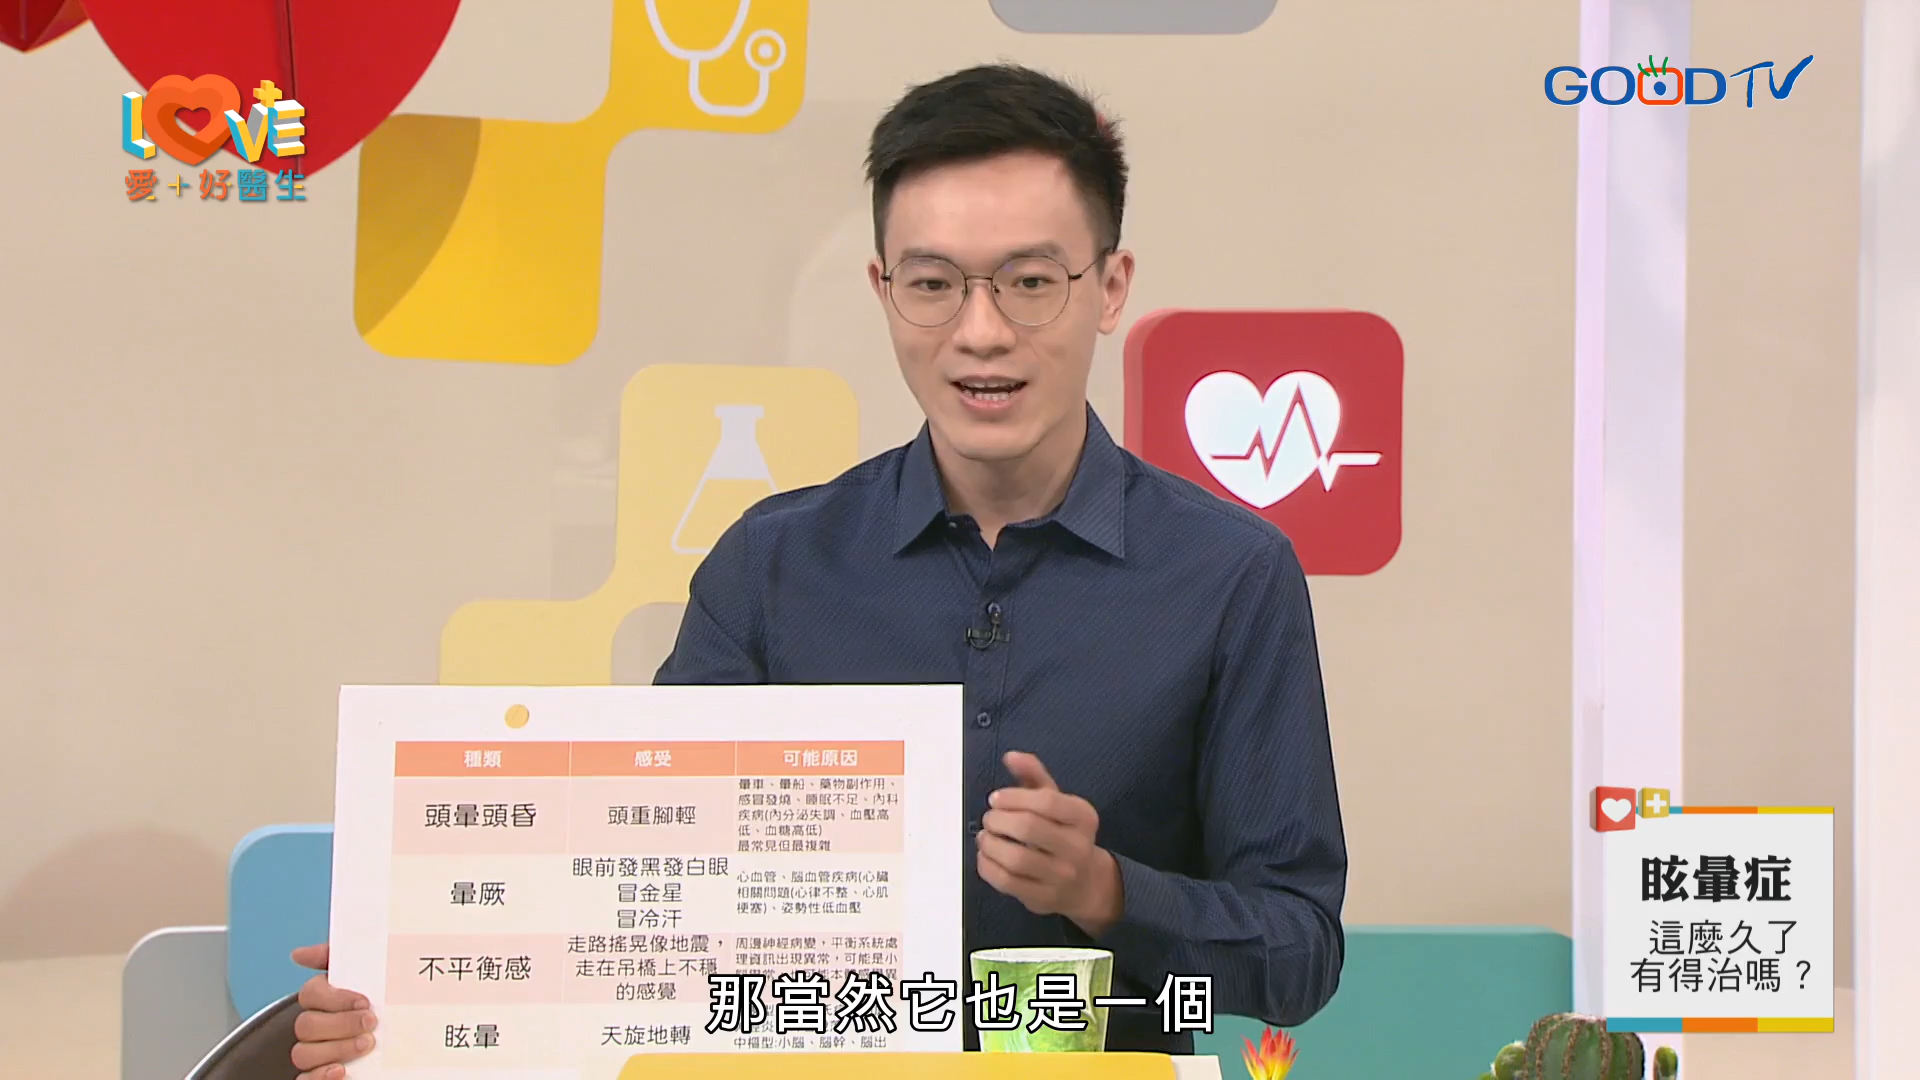 LOVE
愛+好醫生
GOODTV
種類
感受
可能原因
頭暈頭昏
頭重腳輕
暈車、暈船、藥物副作用、
感冒發燒、睡眠不足、內科
疾病(內分泌失調、血壓高
低、血糖高低)
最常見但最複雜
暈厥
眼前發黑發白眼
冒金星
冒冷汗
心血管、腦血管疾病(心臟
相關問題(心律不整、心肌
梗塞)、姿勢性低血壓
不平衡感
走路搖晃像地震，
走在吊橋上不穩
的感覺
周邊神經病變，平衡系統處
理資訊出現異常，可能是小
眩暈
天旋地轉
中樞型:小腦、腦幹、腦出
那當然它也是一個
眩暈症
這麼久了
有得治嗎？